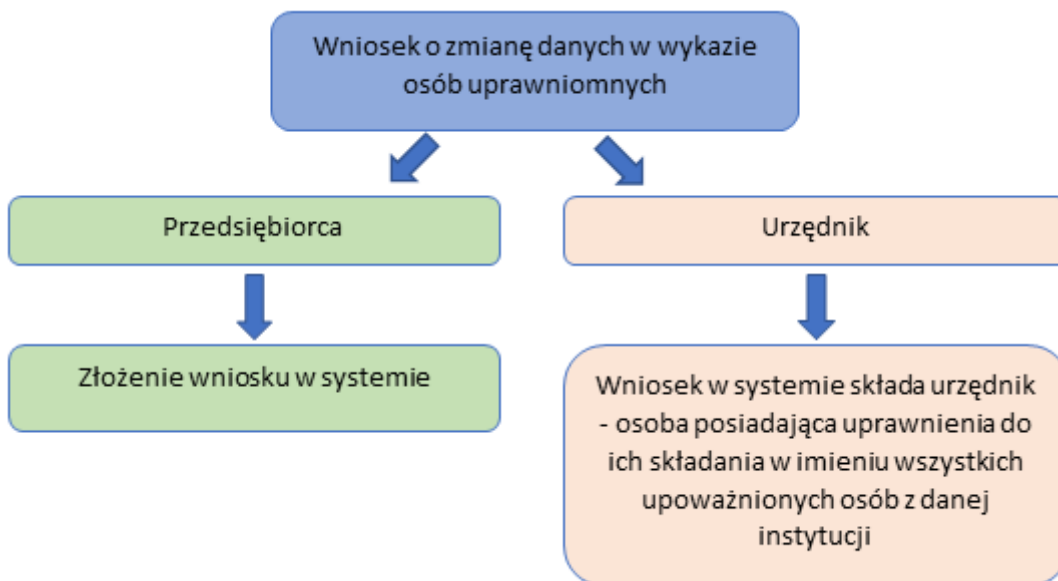 Wniosek o zmianę danych w wykazie
osób uprawniomnych
Przedsiębiorca
Urzędnik
Złożenie wniosku w systemie
Wniosek w systemie składa urzędnik
- osoba posiadająca uprawnienia do
ich składania w imieniu wszystkich
upoważnionych osób z danej
instytucji